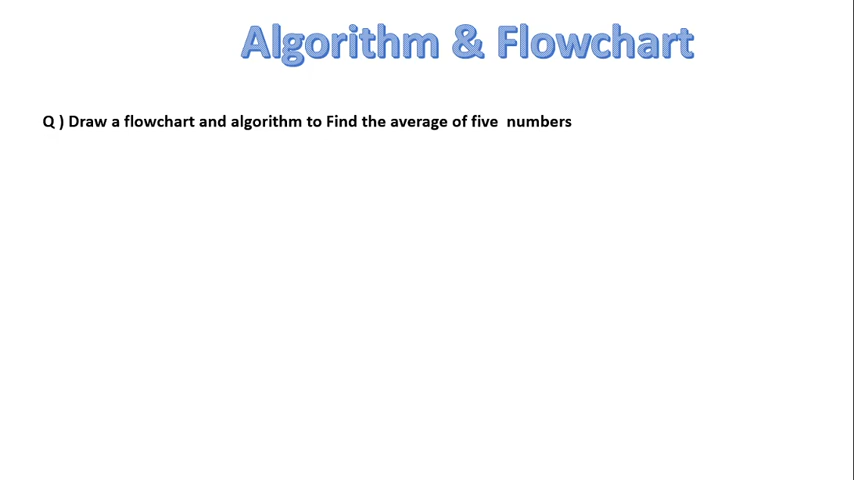 Algorithm & Flowchart
Q ) Draw a flowchart and algorithm to Find the average of five  numbers